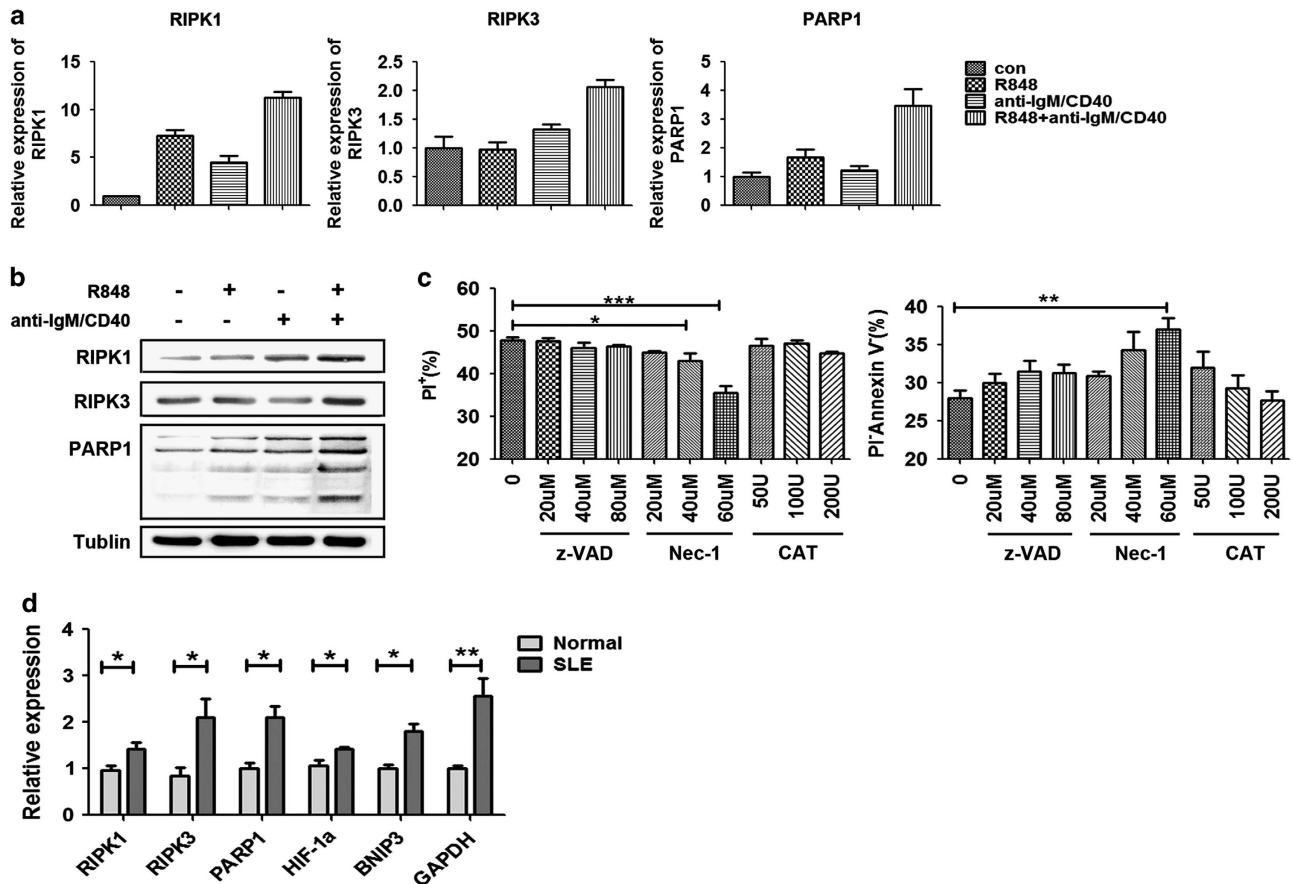 a
RIPK1
RIPK3
PARP1
Relative expression of
RIPK1
15
10
5
0
Relative expression of
RIPK3
2.5
2.0
1.5
1.0
0.5
0.0
Relative expression of
PARP1
5
4
3
2
1
0
con
R848
anti-IgM/CD40
R848+anti-IgM/CD40
b
R848 - + - +
anti-IgM/CD40 - - + +
RIPK1
RIPK3
PARP1
Tublin
c
PI+(%)
60
50
40
30
20
***
*
0 20uM 40uM 80uM 20uM 40uM 60uM 50U 100U 200U
z-VAD Nec-1 CAT
PI-Annexin V-(%)
50
40
30
20
**
0 20uM 40uM 80uM 20uM 40uM 60uM 50U 100U 200U
z-VAD Nec-1 CAT
d
Relative expression
4
3
2
1
0
* * * * * **
Normal
SLE
RIPK1 RIPK3 PARP1 HIF-1a BNIP3 GAPDH